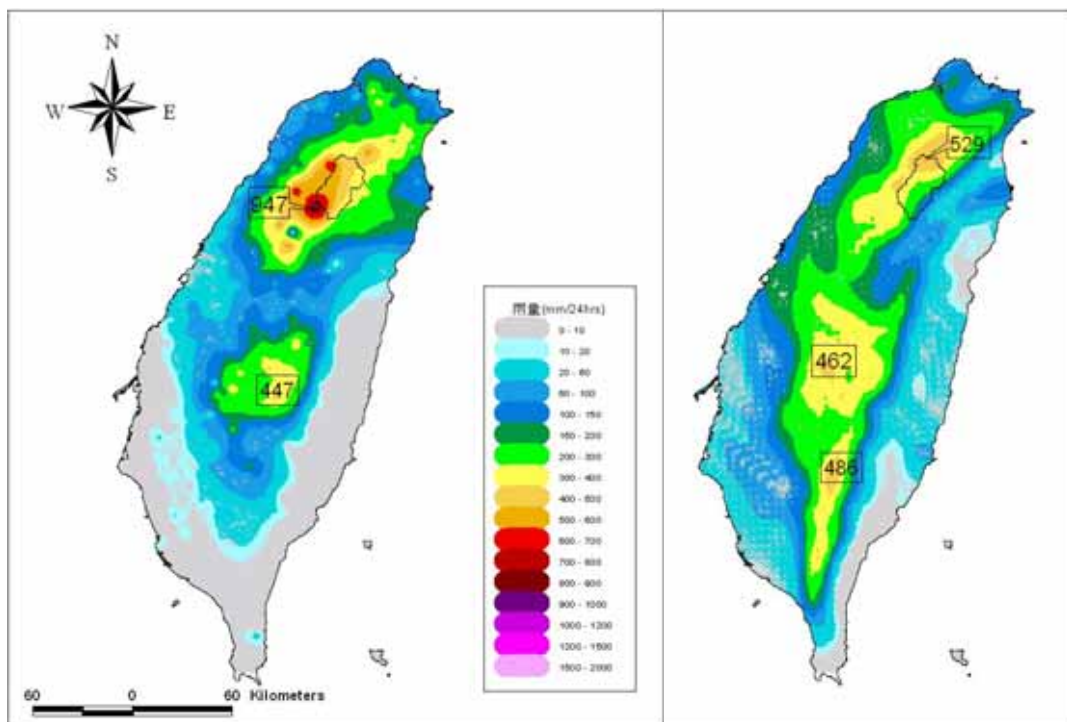 N
W E
S
947
447
529
462
486
雨量(mm/24hrs)
0 - 10
10 - 20
20 - 50
50 - 100
100 - 150
150 - 200
200 - 300
300 - 400
400 - 500
500 - 600
600 - 700
700 - 800
800 - 900
900 - 1000
1000 - 1200
1200 - 1500
1500 - 2000
60 0 60 Kilometers